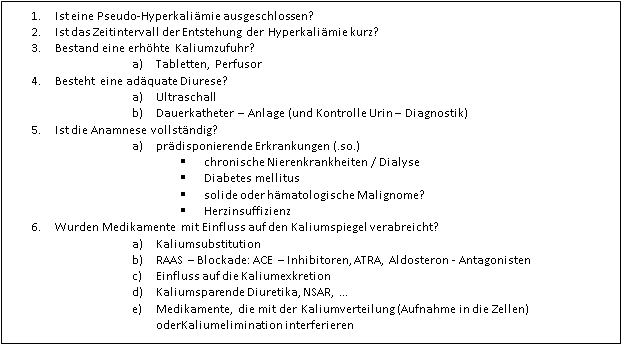 1. Ist eine Pseudo-Hyperkaliämie ausgeschlossen?
2. Ist das Zeitintervall der Entstehung der Hyperkaliämie kurz?
3. Bestand eine erhöhte Kaliumzufuhr?
a) Tabletten, Perfusor
4. Besteht eine adäquate Diurese?
a) Ultraschall
b) Dauerkatheter – Anlage (und Kontrolle Urin – Diagnostik)
5. Ist die Anamnese vollständig?
a) prädisponierende Erkrankungen (.so.)
▪ chronische Nierenkrankheiten / Dialyse
▪ Diabetes mellitus
▪ solide oder hämatologische Malignome?
▪ Herzinsuffizienz
6. Wurden Medikamente mit Einfluss auf den Kaliumspiegel verabreicht?
a) Kaliumsubstitution
b) RAAS – Blockade: ACE – Inhibitoren, ATRA, Aldosteron - Antagonisten
c) Einfluss auf die Kaliumexkretion
d) Kaliumsparende Diuretika, NSAR, ...
e) Medikamente, die mit der Kaliumverteilung (Aufnahme in die Zellen)
oderKaliumelimination interferieren